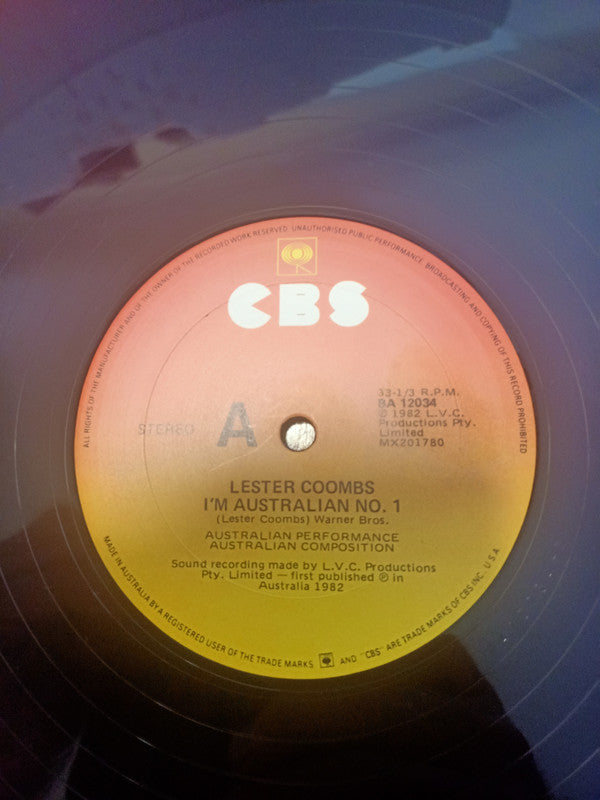 ALL RIGHTS OF THE MANUFACTURER AND OF THE OWNER OF THE RECORDED WORK RESERVED. UNAUTHORISED PUBLIC PERFORMANCE, BROADCASTING AND COPYING OF THIS RECORD PROHIBITED
CBS
33-1/3 R.P.M.
BA 12034
℗ 1982 L.V.C.
Productions Pty.
Limited
MX201780
STEREO
A
LESTER COOMBS
I'M AUSTRALIAN NO. 1
(Lester Coombs) Warner Bros.
AUSTRALIAN PERFORMANCE
AUSTRALIAN COMPOSITION
Sound recording made by L.V.C. Productions
Pty. Limited — first published ℗ in
Australia 1982
MADE IN AUSTRALIA BY A REGISTERED USER OF THE TRADE MARKS AND "CBS" ARE TRADE MARKS OF CBS INC. U.S.A.